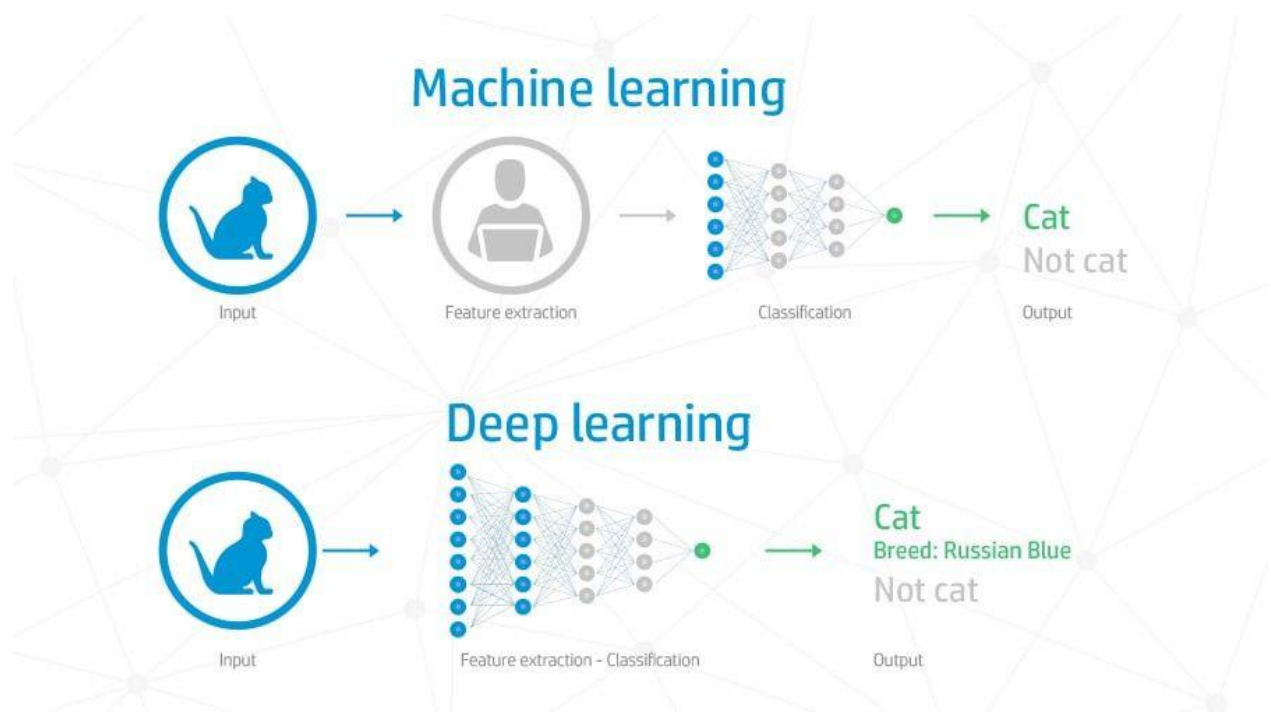 Machine learning
Input
Feature extraction
Classification
Cat
Not cat
Output
Deep learning
Input
Feature extraction - Classification
Cat
Breed: Russian Blue
Not cat
Output